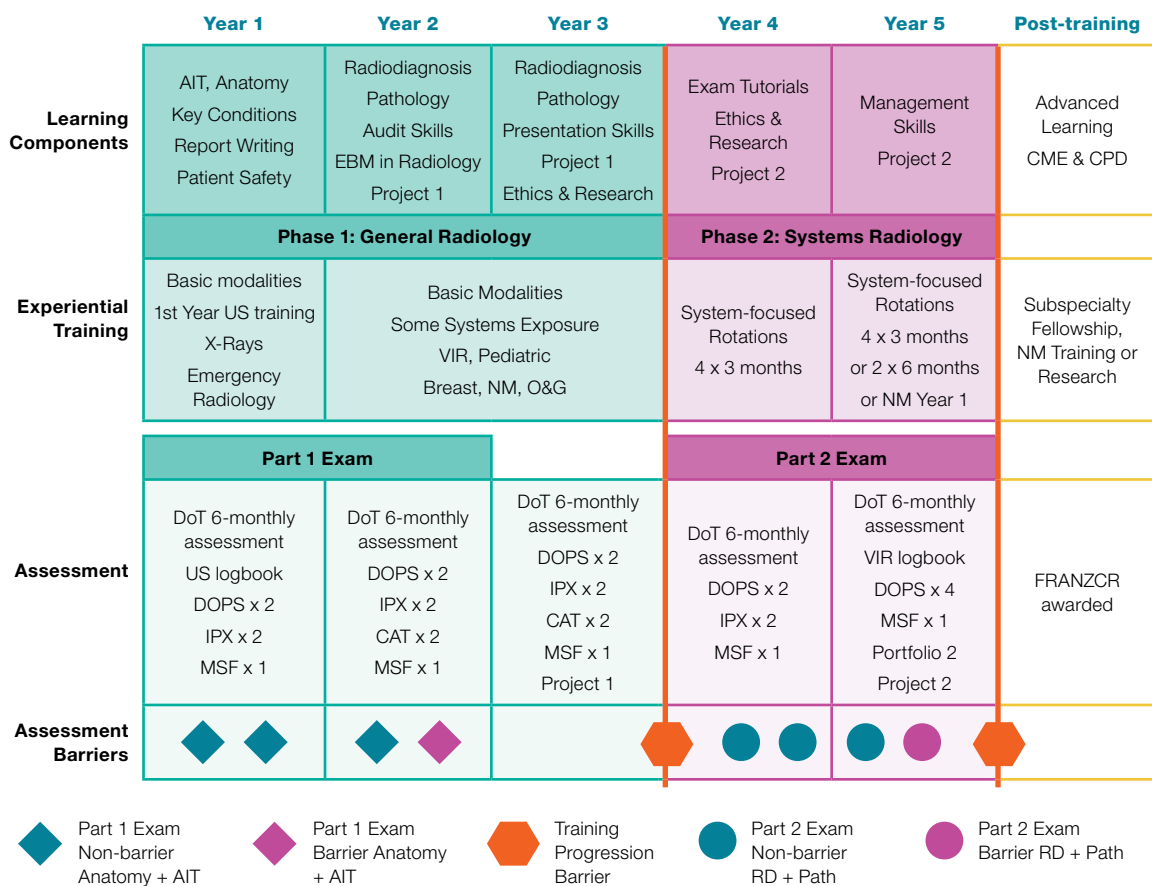 Year 1
Year 2
Year 3
Year 4
Year 5
Post-training
Learning
Components
AIT, Anatomy
Key Conditions
Report Writing
Patient Safety
Radiodiagnosis
Pathology
Audit Skills
EBM in Radiology
Project 1
Radiodiagnosis
Pathology
Presentation Skills
Project 1
Ethics & Research
Exam Tutorials
Ethics &
Research
Project 2
Management
Skills
Project 2
Advanced
Learning
CME & CPD
Phase 1: General Radiology
Phase 2: Systems Radiology
Experiential
Training
Basic modalities
1st Year US training
X-Rays
Emergency
Radiology
Basic Modalities
Some Systems Exposure
VIR, Pediatric
Breast, NM, O&G
System-focused
Rotations
4 x 3 months
System-focused
Rotations
4 x 3 months
or 2 x 6 months
or NM Year 1
Subspecialty
Fellowship,
NM Training or
Research
Part 1 Exam
Part 2 Exam
Assessment
DoT 6-monthly
assessment
US logbook
DOPS x 2
IPX x 2
MSF x 1
DoT 6-monthly
assessment
DOPS x 2
IPX x 2
CAT x 2
MSF x 1
DoT 6-monthly
assessment
DOPS x 2
IPX x 2
CAT x 2
MSF x 1
Project 1
DoT 6-monthly
assessment
DOPS x 2
IPX x 2
MSF x 1
DoT 6-monthly
assessment
VIR logbook
DOPS x 4
MSF x 1
Portfolio 2
Project 2
FRANZCR
awarded
Assessment
Barriers
Part 1 Exam
Non-barrier
Anatomy + AIT
Part 1 Exam
Barrier Anatomy
+ AIT
Training
Progression
Barrier
Part 2 Exam
Non-barrier
RD + Path
Part 2 Exam
Barrier RD + Path